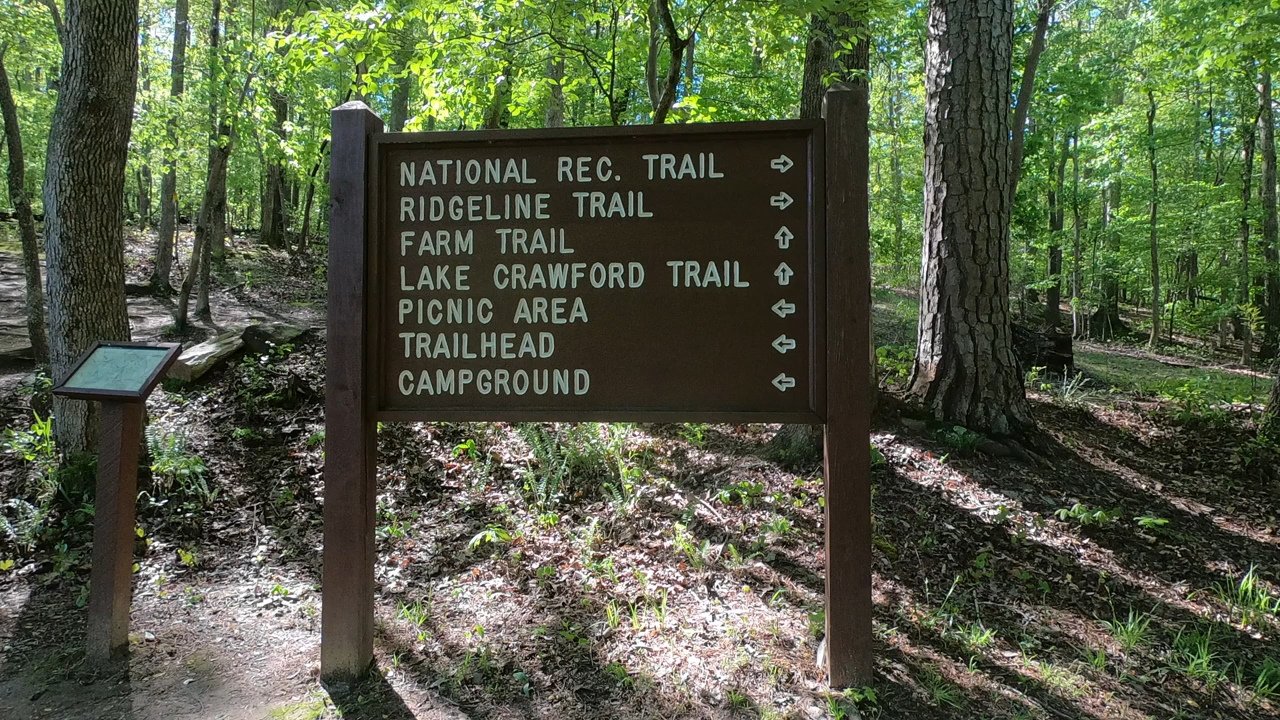 NATIONAL REC. TRAIL ⇨
RIDGELINE TRAIL ⇨
FARM TRAIL ⇧
LAKE CRAWFORD TRAIL ⇧
PICNIC AREA ⇦
TRAILHEAD ⇦
CAMPGROUND ⇦